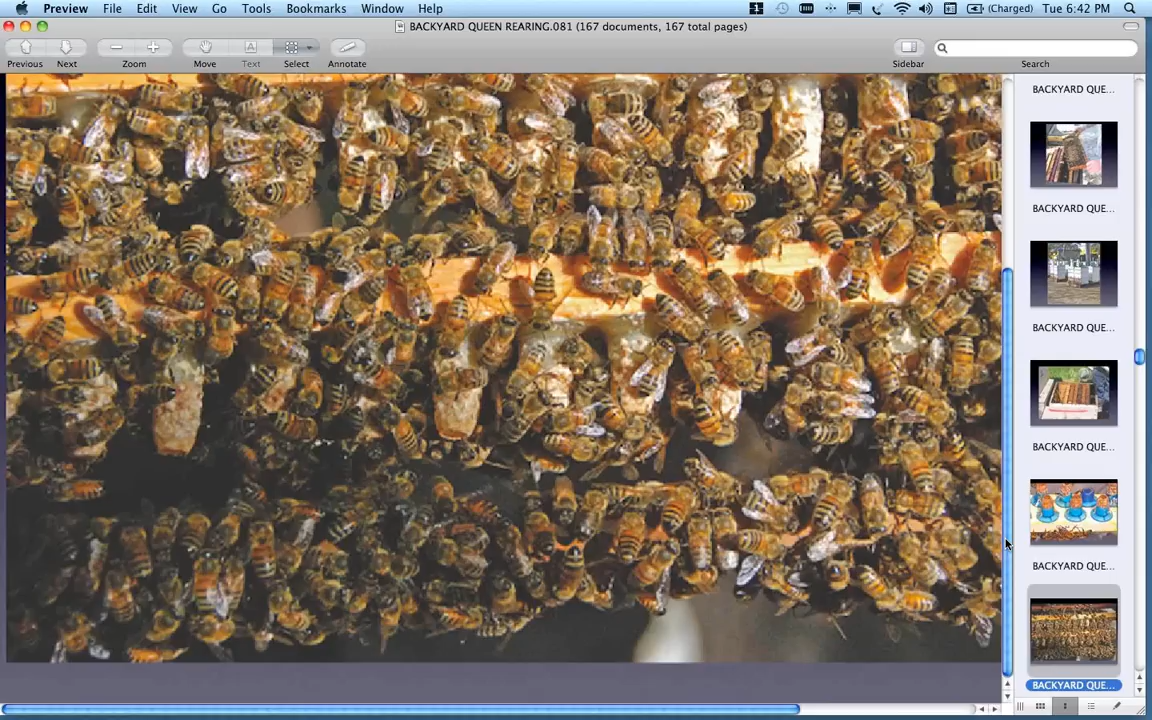 Preview File Edit View Go Tools Bookmarks Window Help 1 (Charged) Tue 6:42 PM
BACKYARD QUEEN REARING.081 (167 documents, 167 total pages)
Previous Next Zoom Move Text Select Annotate Sidebar Search
BACKYARD QUE...
BACKYARD QUE...
BACKYARD QUE...
BACKYARD QUE...
BACKYARD QUE...
BACKYARD QUE...